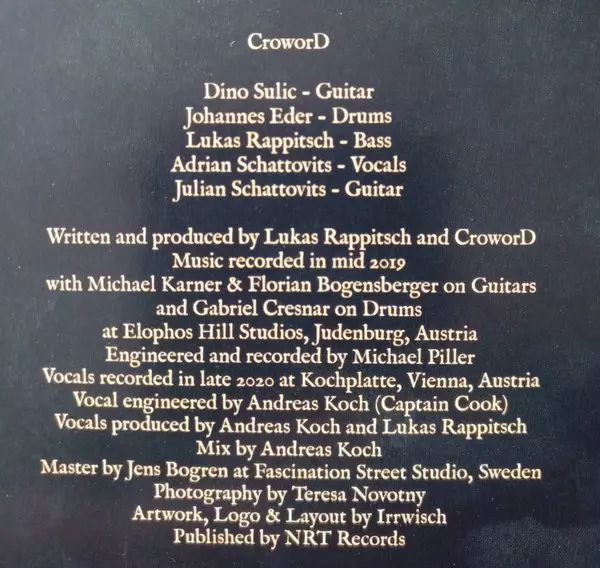 CroworD
Dino Sulic - Guitar
Johannes Eder - Drums
Lukas Rappitsch - Bass
Adrian Schattovits - Vocals
Julian Schattovits - Guitar
Written and produced by Lukas Rappitsch and CroworD
Music recorded in mid 2019
with Michael Karner & Florian Bogensberger on Guitars
and Gabriel Cresnar on Drums
at Elophos Hill Studios, Judenburg, Austria
Engineered and recorded by Michael Piller
Vocals recorded in late 2020 at Kochplatte, Vienna, Austria
Vocal engineered by Andreas Koch (Captain Cook)
Vocals produced by Andreas Koch and Lukas Rappitsch
Mix by Andreas Koch
Master by Jens Bogren at Fascination Street Studio, Sweden
Photography by Teresa Novotny
Artwork, Logo & Layout by Irrwisch
Published by NRT Records